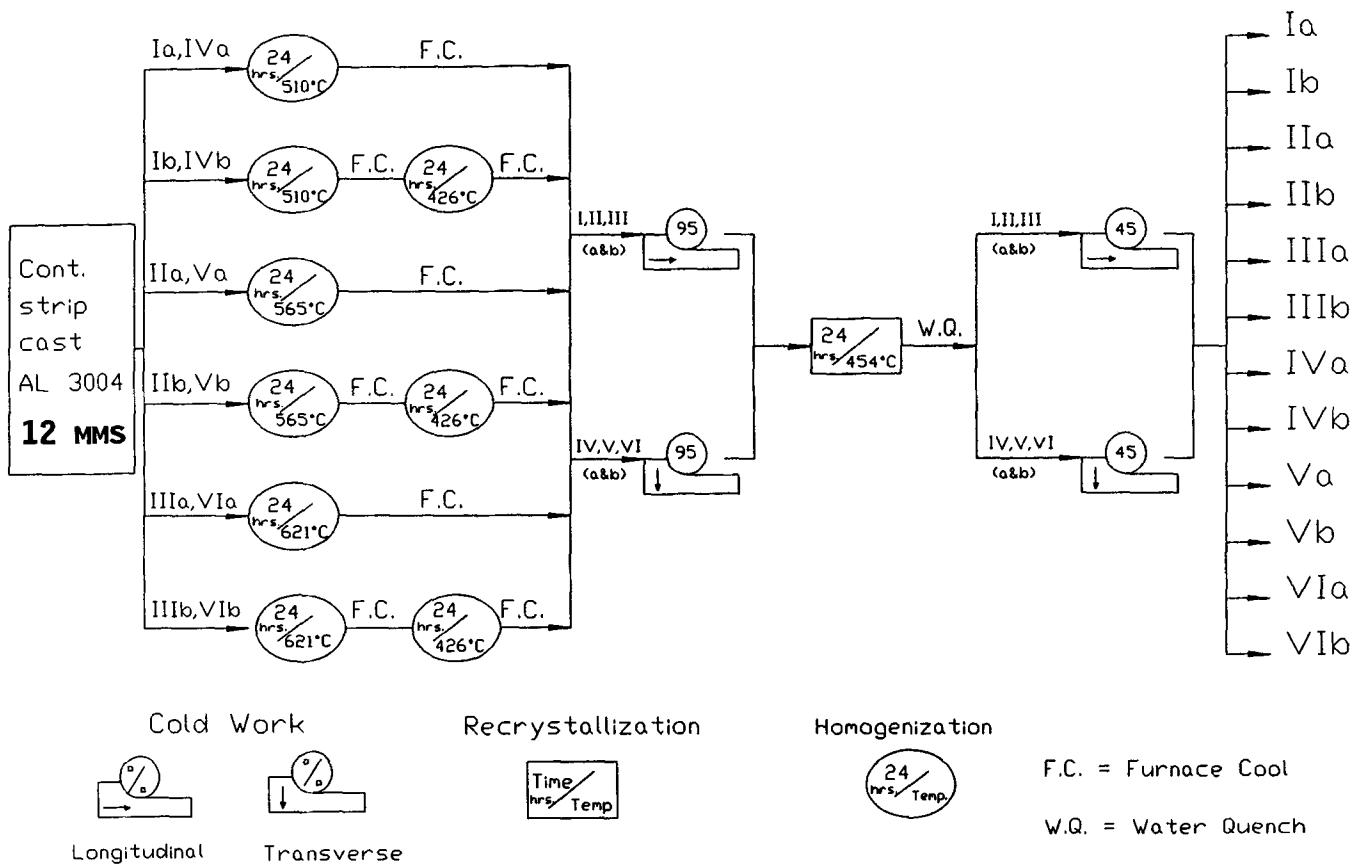 Cont.
strip
cast
AL 3004
12 MMS
Ia,IVa
24
hrs.
510°C
F.C.
Ib,IVb
24
hrs.
510°C
F.C.
24
hrs.
426°C
F.C.
IIa,Va
24
hrs.
565°C
F.C.
IIb,Vb
24
hrs.
565°C
F.C.
24
hrs.
426°C
F.C.
IIIa,VIa
24
hrs.
621°C
F.C.
IIIb,VIb
24
hrs.
621°C
F.C.
24
hrs.
426°C
F.C.
I,II,III
(a&b)
95
IV,V,VI
(a&b)
95
24
hrs.
454°C
W.Q.
I,II,III
(a&b)
45
IV,V,VI
(a&b)
45
Ia
Ib
IIa
IIb
IIIa
IIIb
IVa
IVb
Va
Vb
VIa
VIb
Cold Work
%
%
Longitudinal
Transverse
Recrystallization
Time
hrs.
Temp
Homogenization
24
hrs.
Temp.
F.C. = Furnace Cool
W.Q. = Water Quench